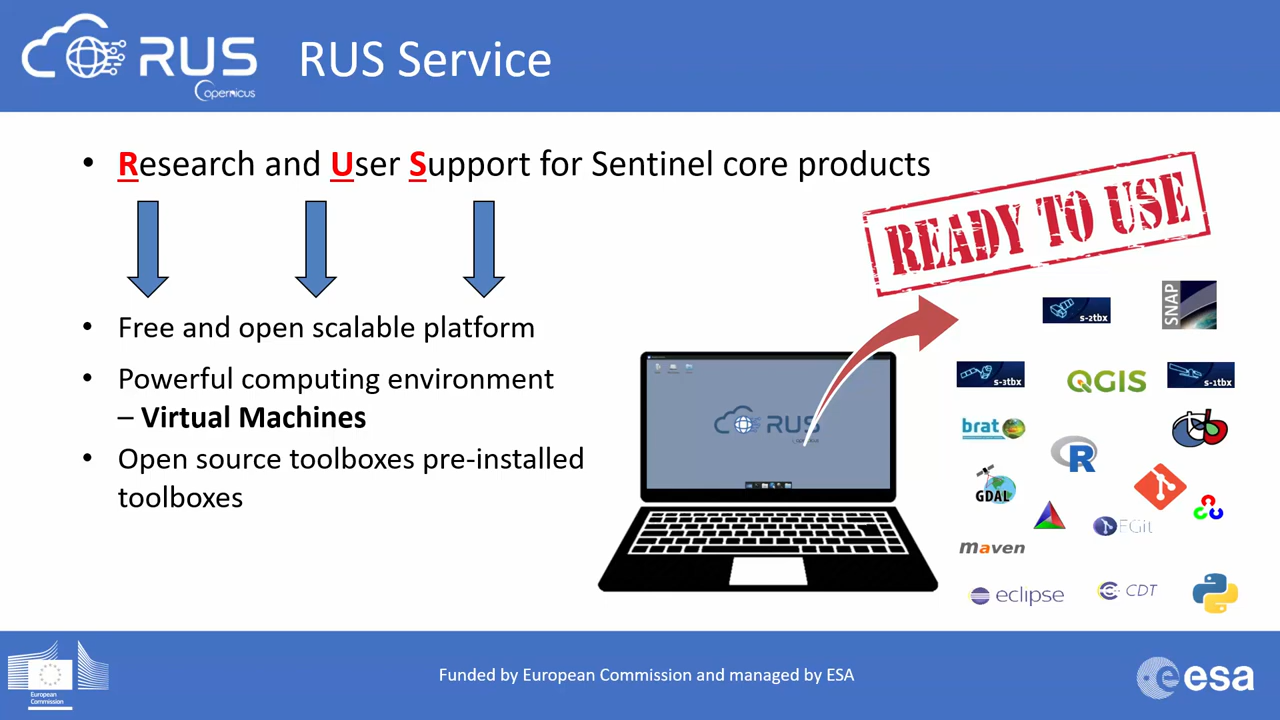 RUS
Copernicus
RUS Service
• Research and User Support for Sentinel core products
READY TO USE
• Free and open scalable platform
• Powerful computing environment
– Virtual Machines
• Open source toolboxes pre-installed
toolboxes
RUS
s-2tbx
SNAP
s-3tbx
QGIS
s-1tbx
brat
R
GDAL
EGit
maven
eclipse
CDT
European
Commission
Funded by European Commission and managed by ESA
esa